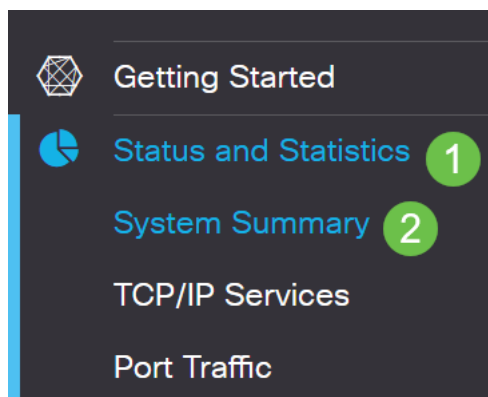 Getting Started
Status and Statistics 1
System Summary 2
TCP/IP Services
Port Traffic